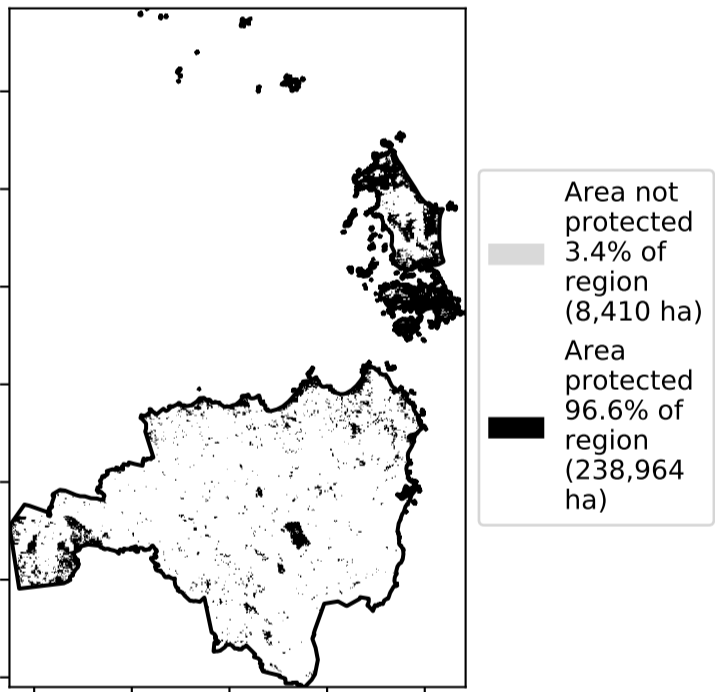 Area not
protected
3.4% of
region
(8,410 ha)
Area
protected
96.6% of
region
(238,964
ha)